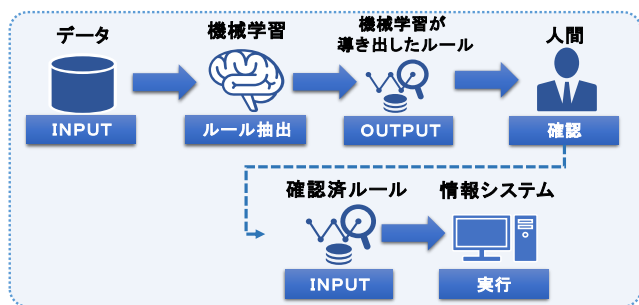 データ
機械学習
機械学習が
導き出したルール
人間
INPUT
ルール抽出
OUTPUT
確認
確認済ルール
情報システム
INPUT
実行